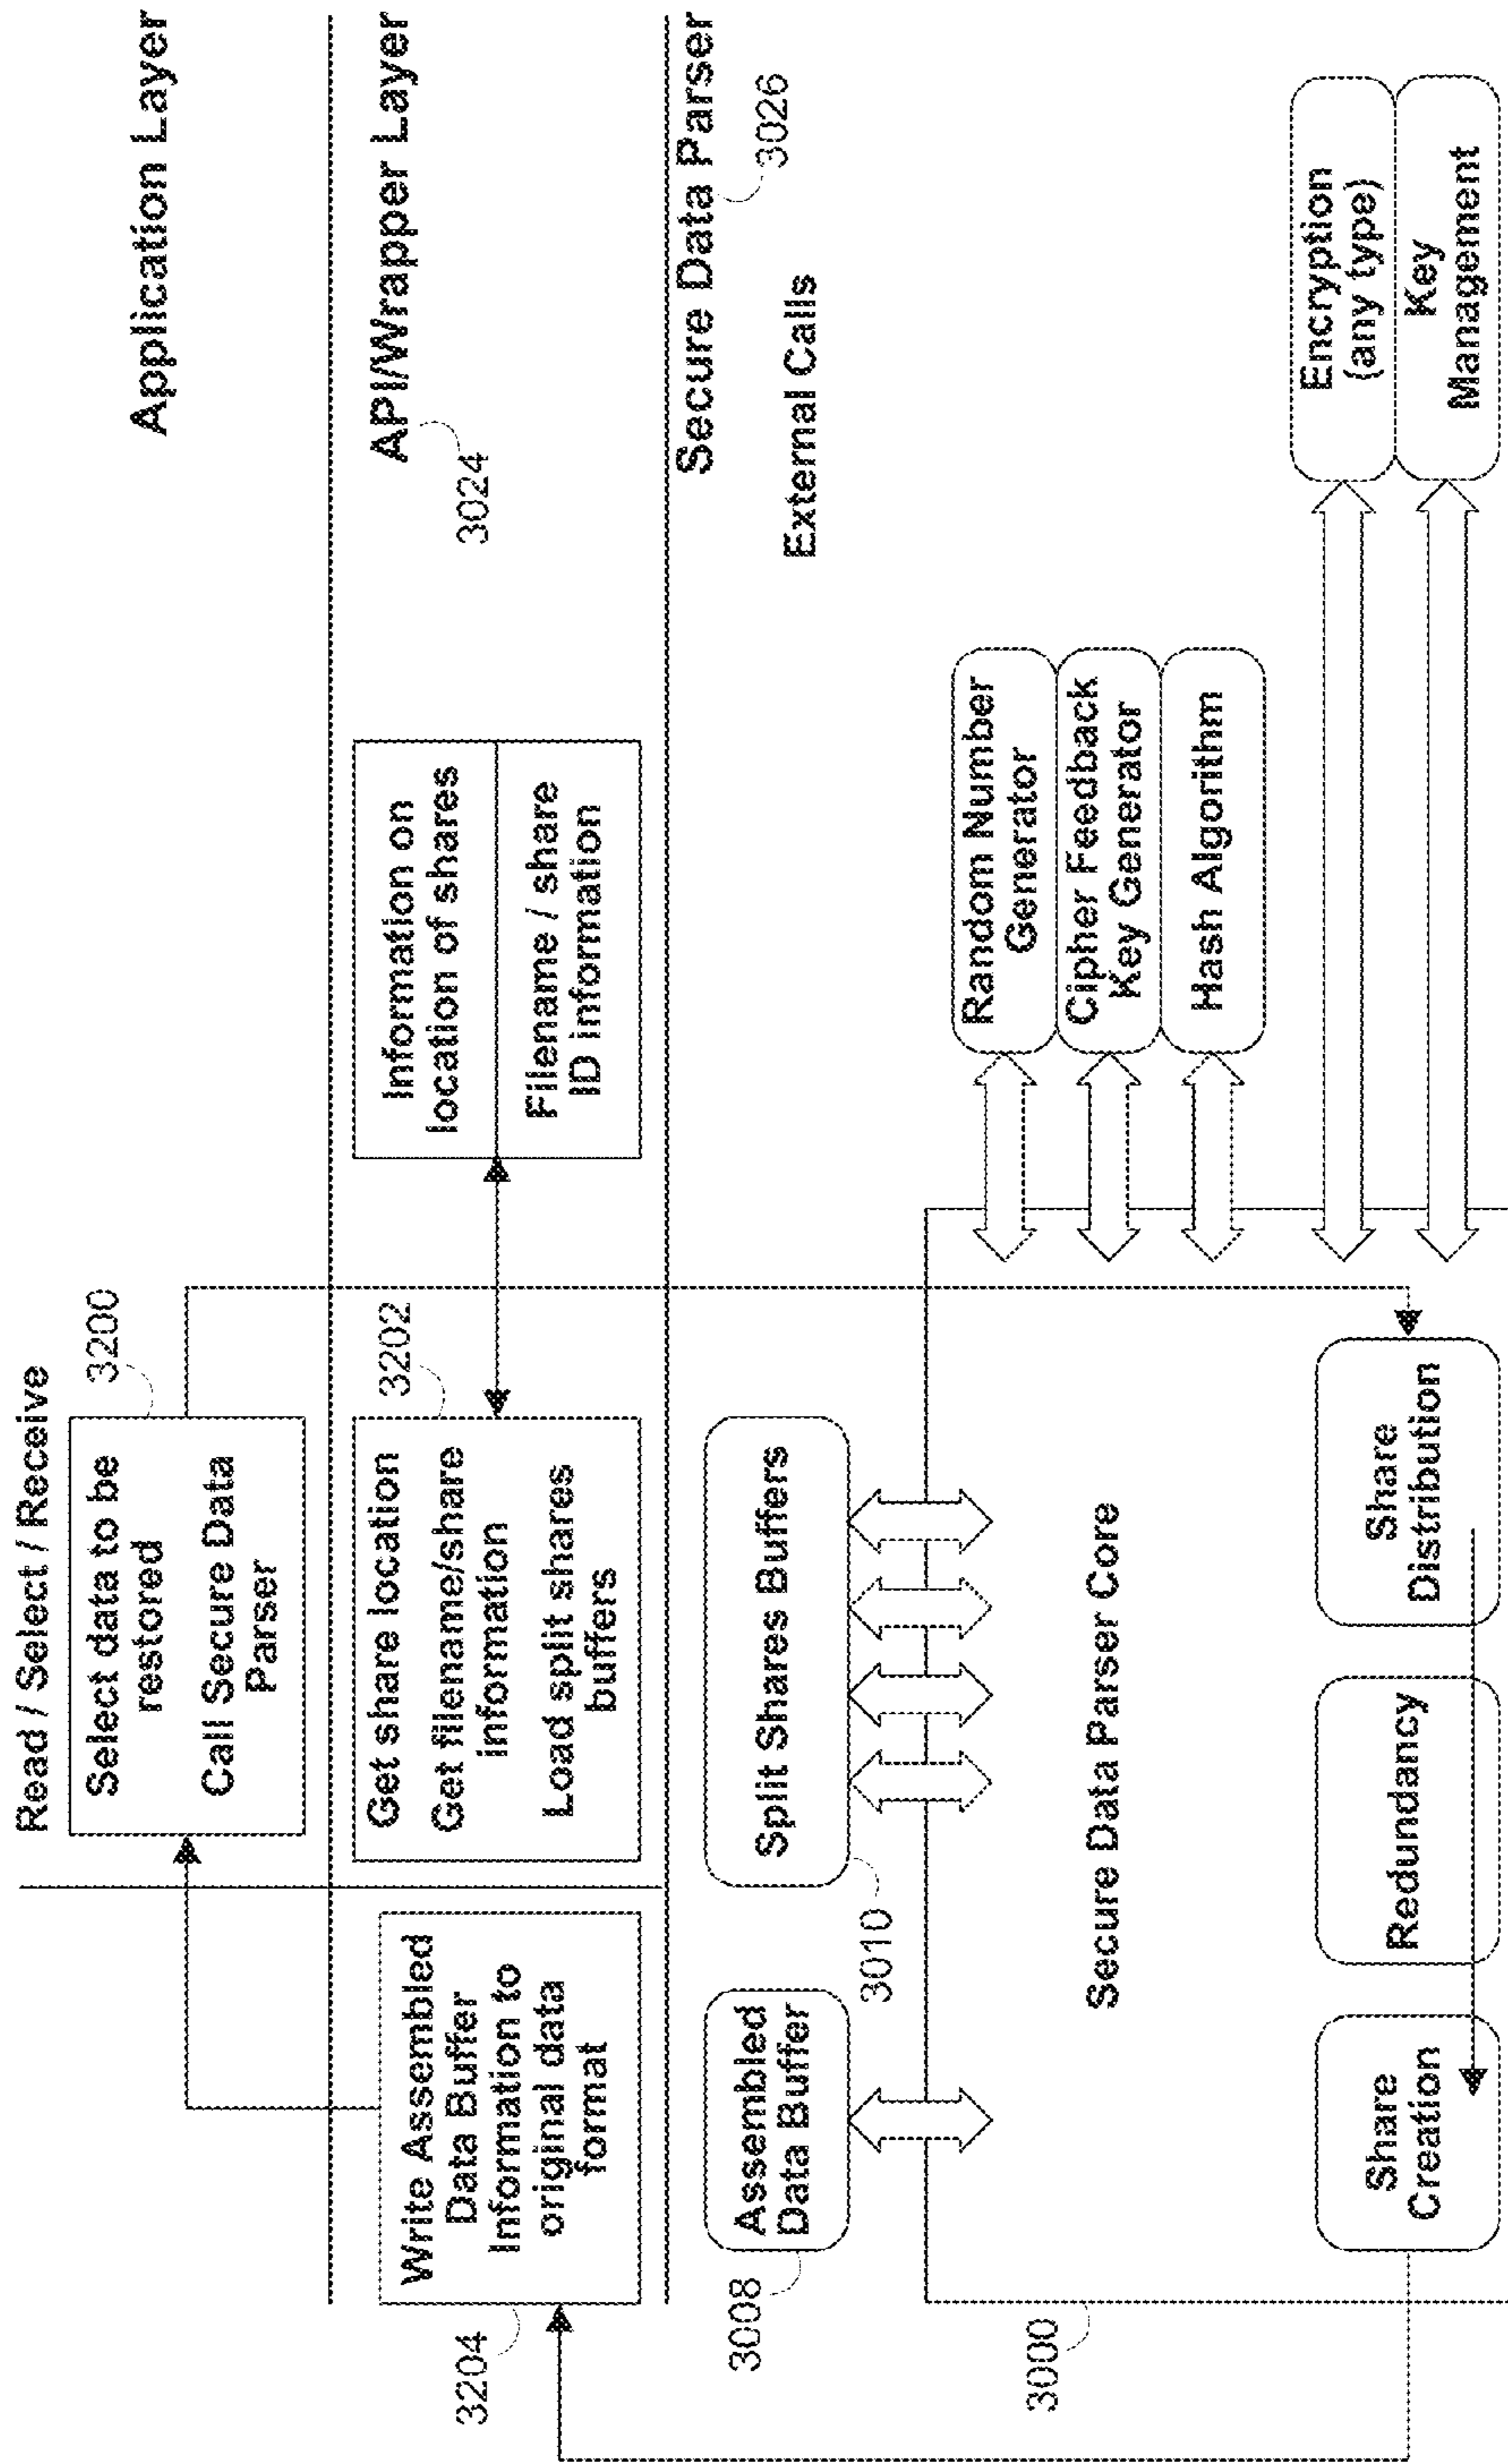 Read / Select / Receive
Application Layer
3200
Select data to be
restored
Call Secure Data
Parser
API/Wrapper Layer
3024
Write Assembled
Data Buffer
Information to
original data
format
3204
3202
Get share location
Get filename/share
information
Load split shares
buffers
Information on
location of shares
Filename / share
ID information
Secure Data Parser
3026
External Calls
Assembled
Data Buffer
3008
Split Shares Buffers
3010
Secure Data Parser Core
3000
Random Number
Generator
Cipher Feedback
Key Generator
Hash Algorithm
Share
Creation
Redundancy
Share
Distribution
Encryption
(any type)
Key
Management